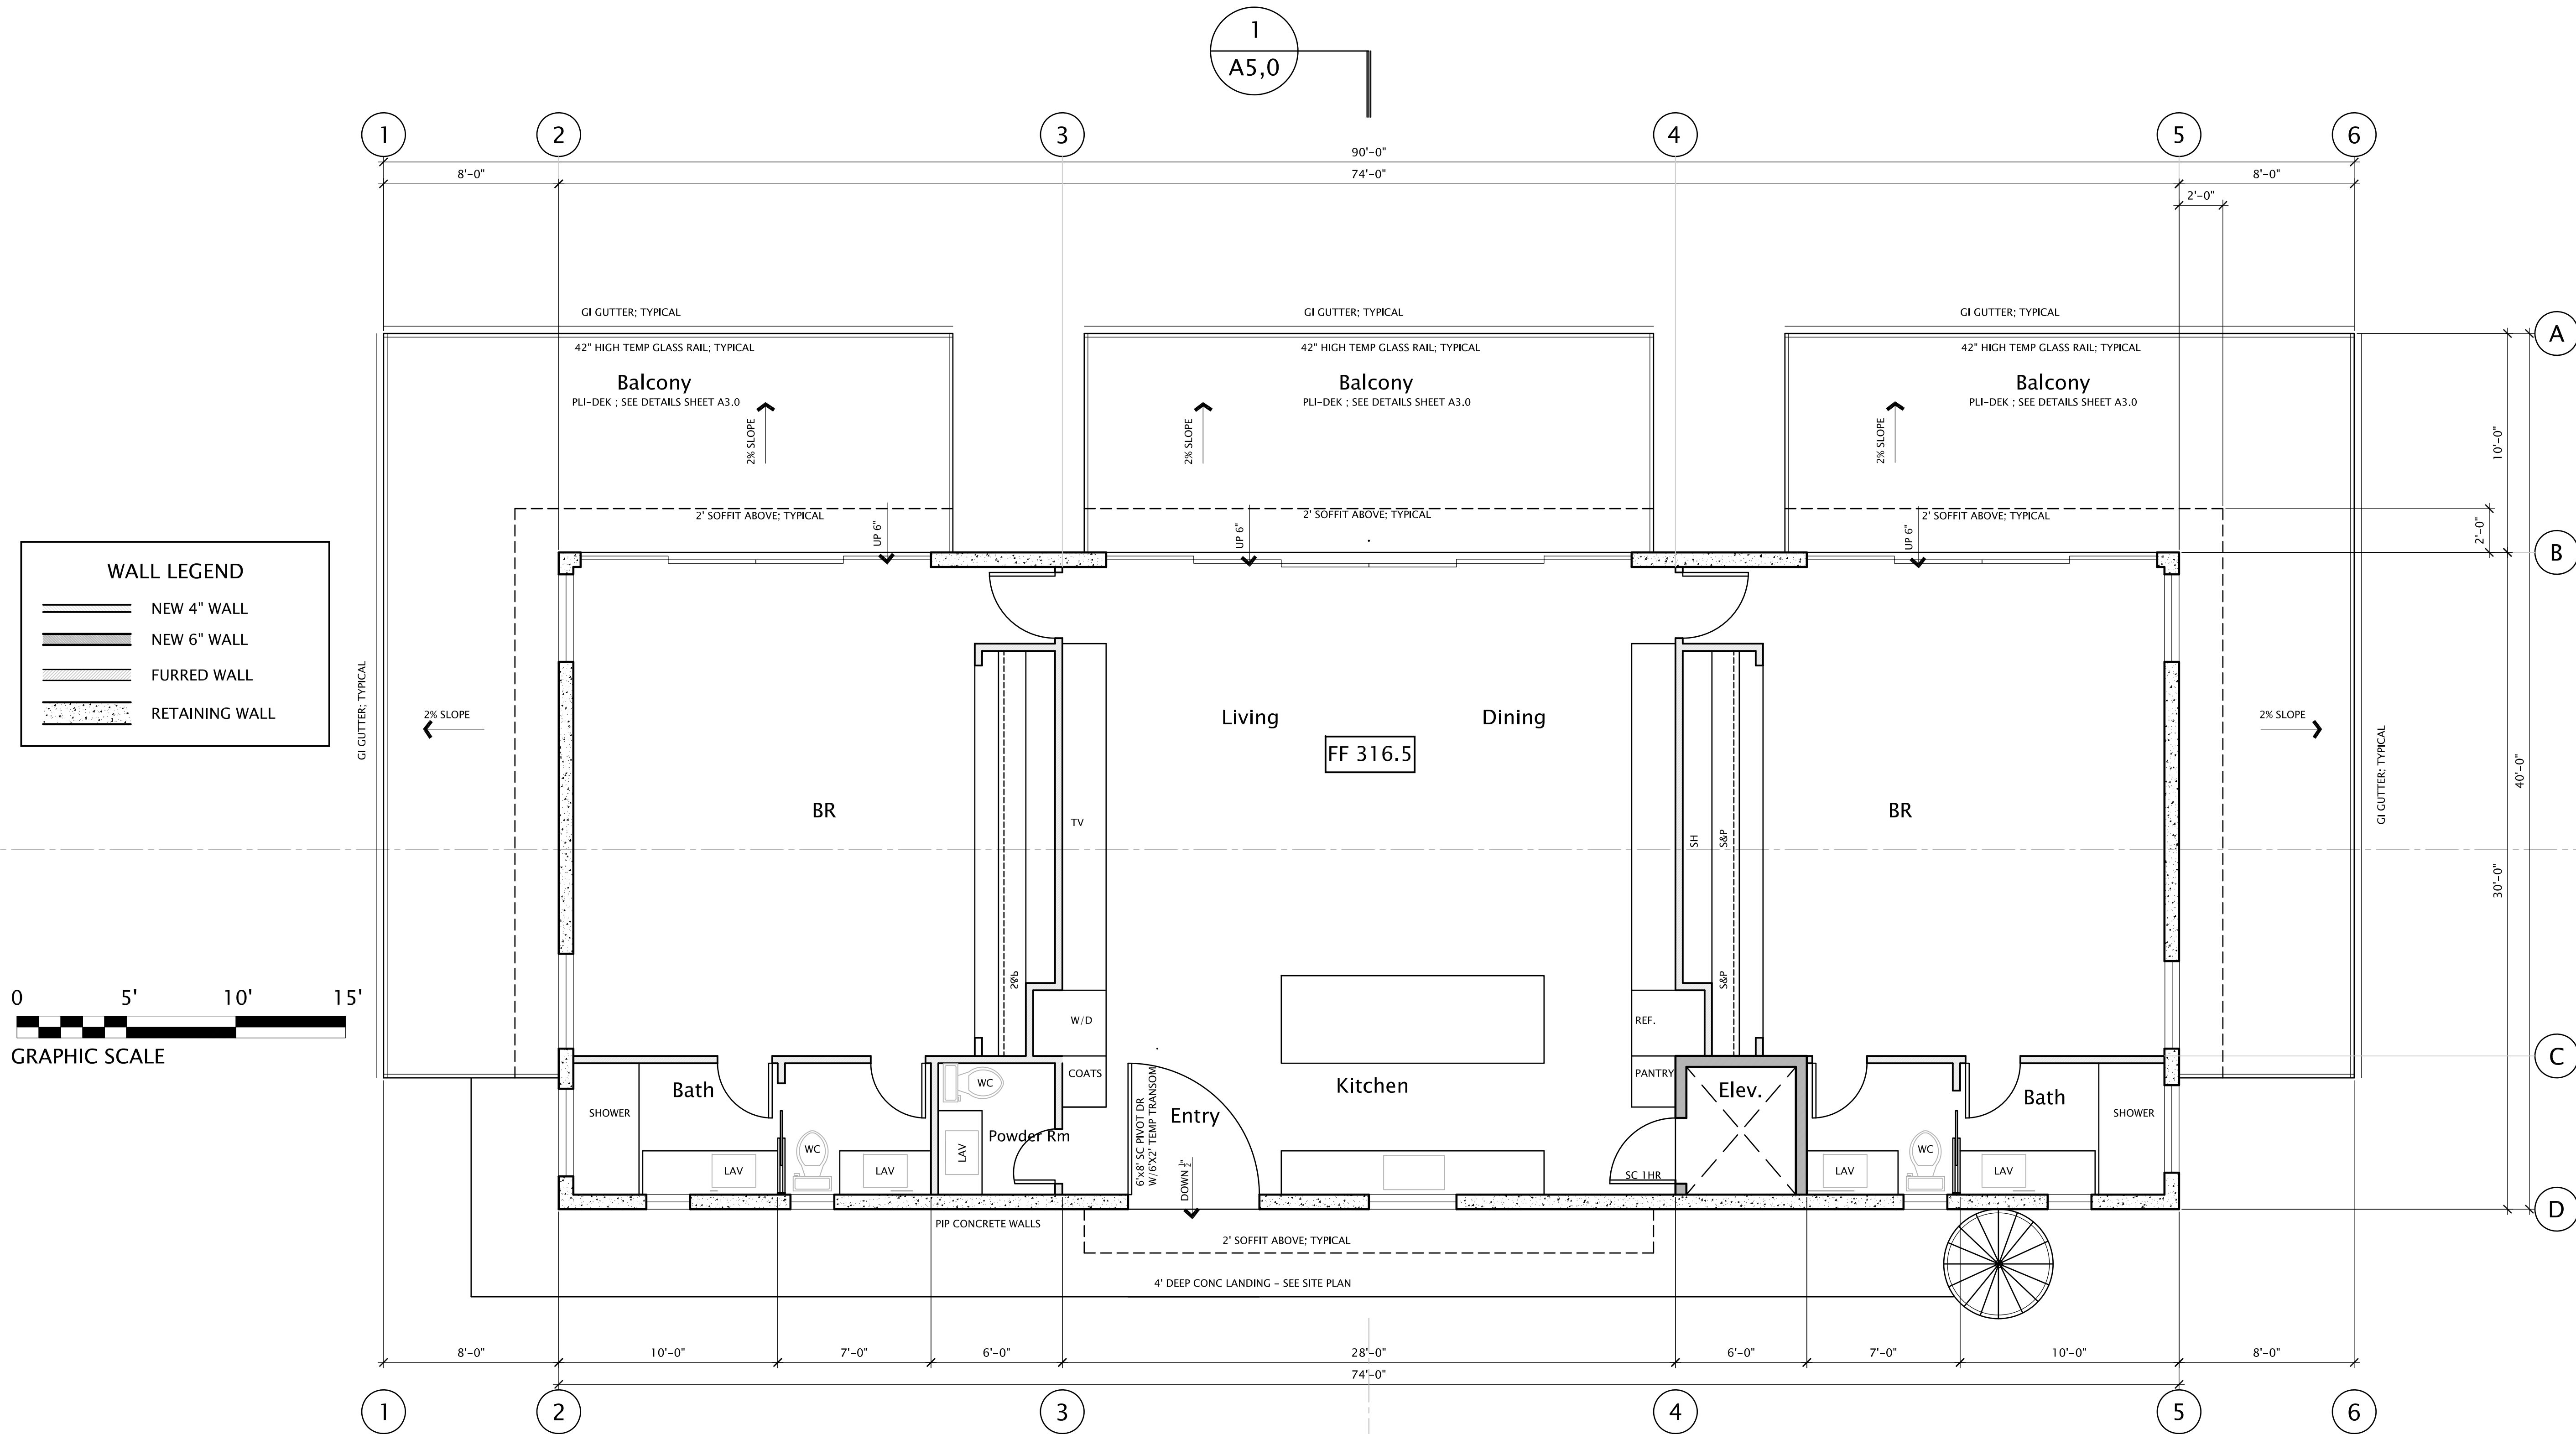 1
A5,0
1
2
3
4
5
6
90'-0"
8'-0"
74'-0"
8'-0"
2'-0"
GI GUTTER; TYPICAL
GI GUTTER; TYPICAL
GI GUTTER; TYPICAL
A
42" HIGH TEMP GLASS RAIL; TYPICAL
42" HIGH TEMP GLASS RAIL; TYPICAL
42" HIGH TEMP GLASS RAIL; TYPICAL
Balcony
PLI-DEK ; SEE DETAILS SHEET A3.0
Balcony
PLI-DEK ; SEE DETAILS SHEET A3.0
Balcony
PLI-DEK ; SEE DETAILS SHEET A3.0
2% SLOPE
2% SLOPE
2% SLOPE
10'-0"
2' SOFFIT ABOVE; TYPICAL
2' SOFFIT ABOVE; TYPICAL
2' SOFFIT ABOVE; TYPICAL
UP 6"
UP 6"
UP 6"
2'-0"
B
WALL LEGEND
NEW 4" WALL
NEW 6" WALL
FURRED WALL
RETAINING WALL
GI GUTTER; TYPICAL
2% SLOPE
Living
Dining
FF 316.5
2% SLOPE
GI GUTTER; TYPICAL
40'-0"
BR
TV
SH
S&P
BR
30'-0"
S&P
S&P
0
5'
10'
15'
GRAPHIC SCALE
W/D
REF.
C
Bath
WC
COATS
Kitchen
PANTRY
Elev.
Bath
SHOWER
6'x8' SC PIVOT DR
W/6'X2' TEMP TRANSOM
Entry
SHOWER
Powder Rm
WC
LAV
WC
LAV
LAV
DOWN 1/2"
SC 1HR
LAV
LAV
D
PIP CONCRETE WALLS
2' SOFFIT ABOVE; TYPICAL
4' DEEP CONC LANDING - SEE SITE PLAN
8'-0"
10'-0"
7'-0"
6'-0"
28'-0"
6'-0"
7'-0"
10'-0"
8'-0"
74'-0"
1
2
3
4
5
6